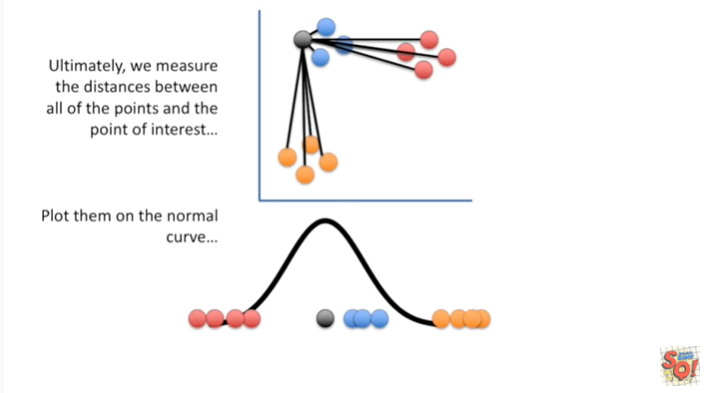 Ultimately, we measure
the distances between
all of the points and the
point of interest...
Plot them on the normal
curve...
SQ!